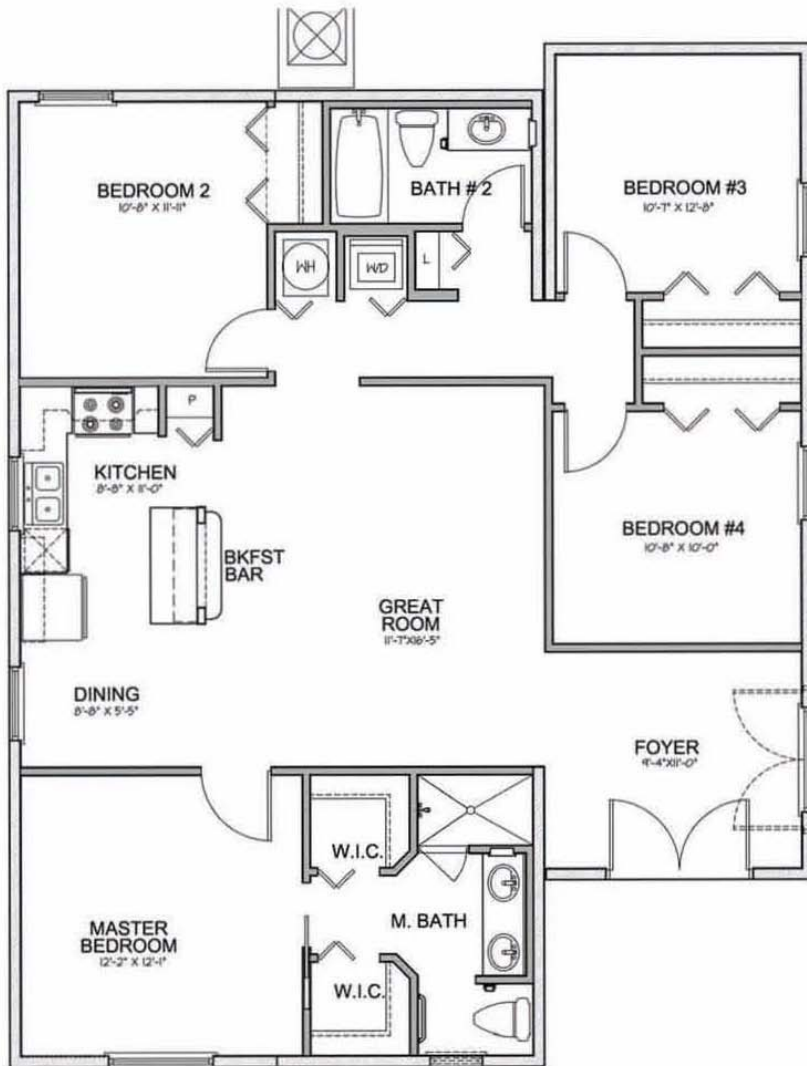 BEDROOM 2
10'-8" X 11'-11"
BATH # 2
BEDROOM #3
10'-7" X 12'-8"
WH
W/D
L
P
KITCHEN
8'-8" X 11'-0"
BKFST
BAR
BEDROOM #4
10'-8" X 10'-0"
GREAT
ROOM
11'-7"X16'-5"
DINING
8'-8" X 5'-5"
FOYER
9'-4"X11'-0"
W.I.C.
MASTER
BEDROOM
12'-2" X 12'-1"
M. BATH
W.I.C.